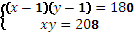 (x − 1)(y − 1) = 180
xy = 208